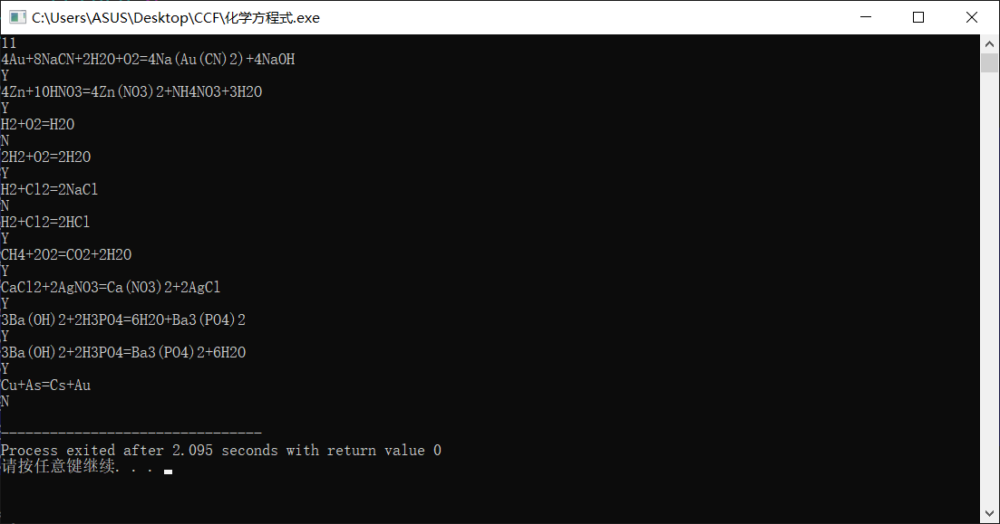 C:\Users\ASUS\Desktop\CCF\化学方程式.exe
11
4Au+8NaCN+2H2O+O2=4Na(Au(CN)2)+4NaOH
Y
4Zn+10HNO3=4Zn(NO3)2+NH4NO3+3H2O
Y
H2+O2=H2O
N
2H2+O2=2H2O
Y
H2+Cl2=2NaCl
N
H2+Cl2=2HCl
Y
CH4+2O2=CO2+2H2O
Y
CaCl2+2AgNO3=Ca(NO3)2+2AgCl
Y
3Ba(OH)2+2H3PO4=6H2O+Ba3(PO4)2
Y
3Ba(OH)2+2H3PO4=Ba3(PO4)2+6H2O
Y
Cu+As=Cs+Au
N
--------------------------------
Process exited after 2.095 seconds with return value 0
请按任意键继续. . .